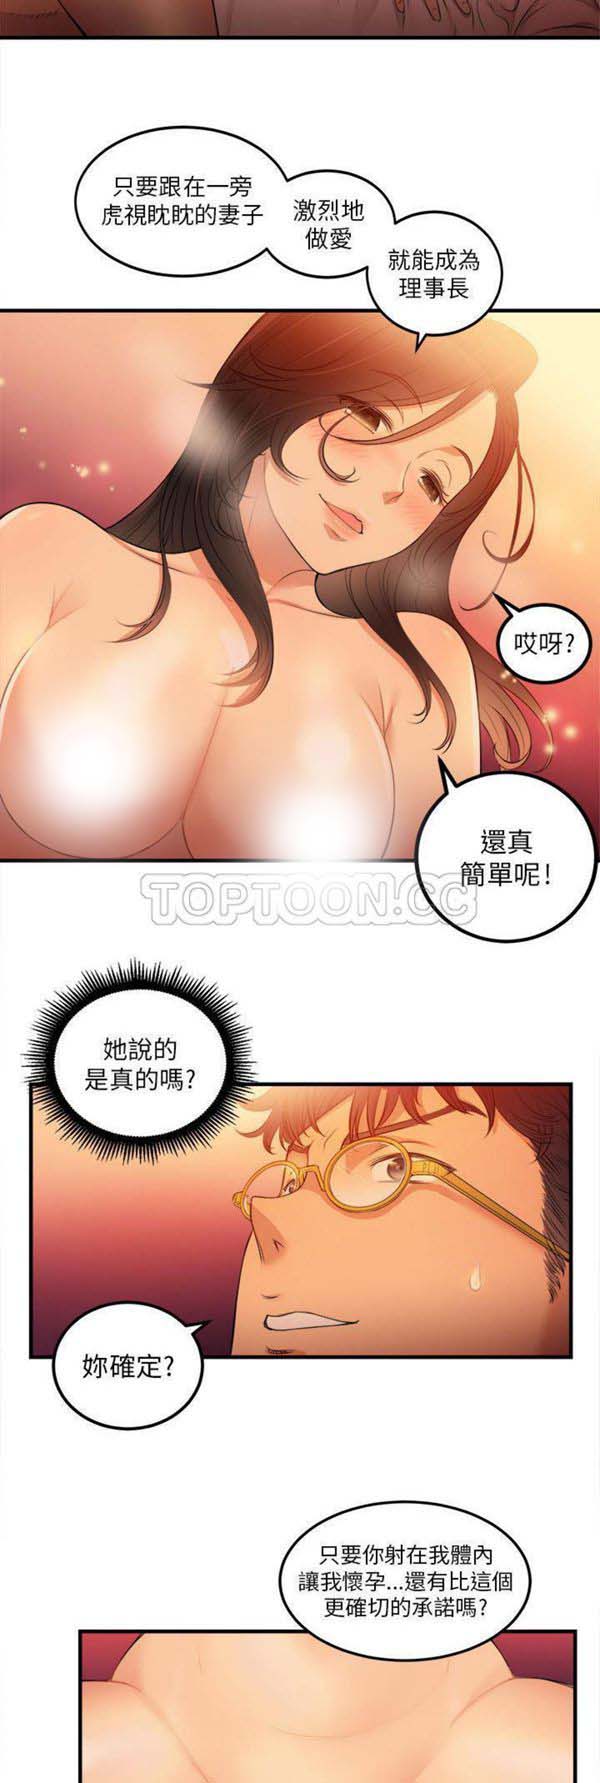 只要跟在一旁
虎視眈眈的妻子
激烈地
做愛
就能成為
理事長
哎呀?
還真
簡單呢!
TOPTOON.CC
她說的
是真的嗎?
妳確定?
只要你射在我體內
讓我懷孕...還有比這個
更確切的承諾嗎?